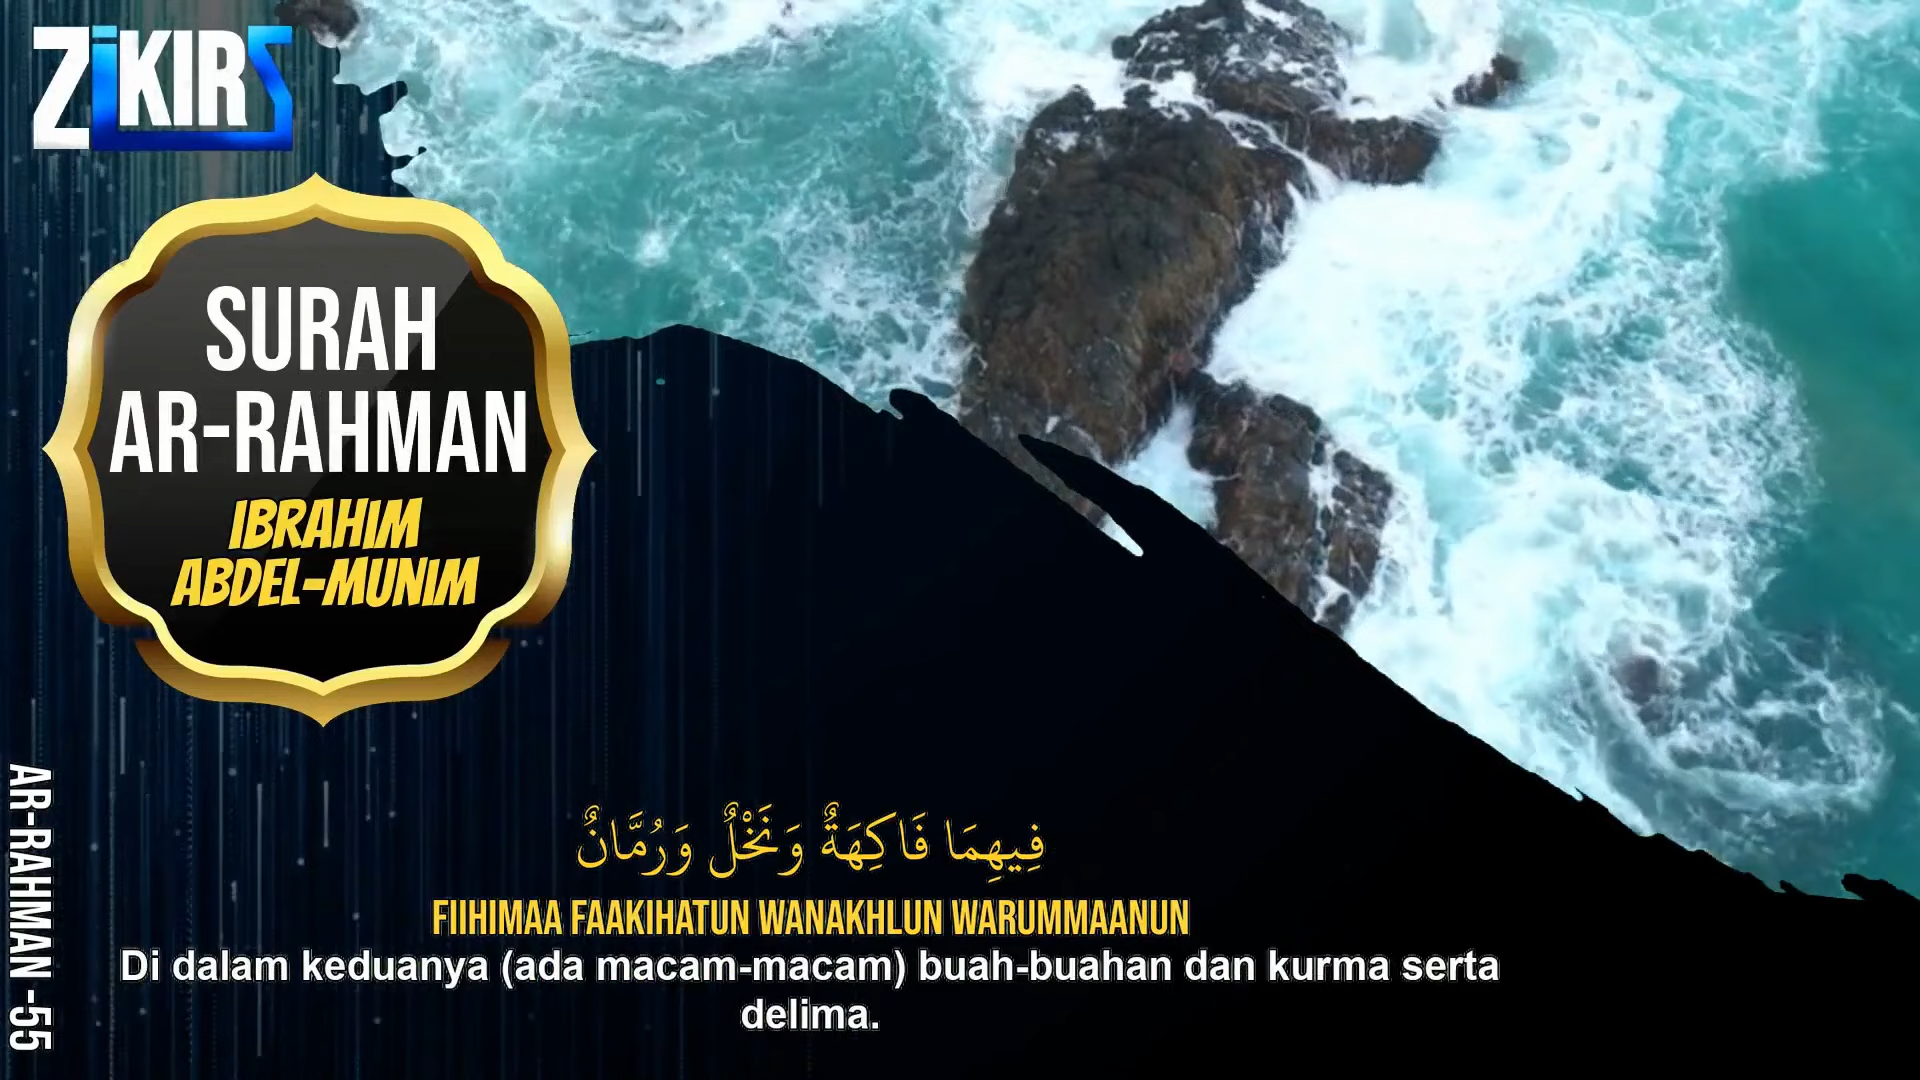 ZiKIRS
SURAH
AR-RAHMAN
IBRAHIM
ABDEL-MUNIM
AR-RAHMAN -55
فِيهِمَا فَاكِهَةٌ وَنَخْلٌ وَرُمَّانٌ
FIIHIMAA FAAKIHATUN WANAKHLUN WARUMMAANUN
Di dalam keduanya (ada macam-macam) buah-buahan dan kurma serta
delima.